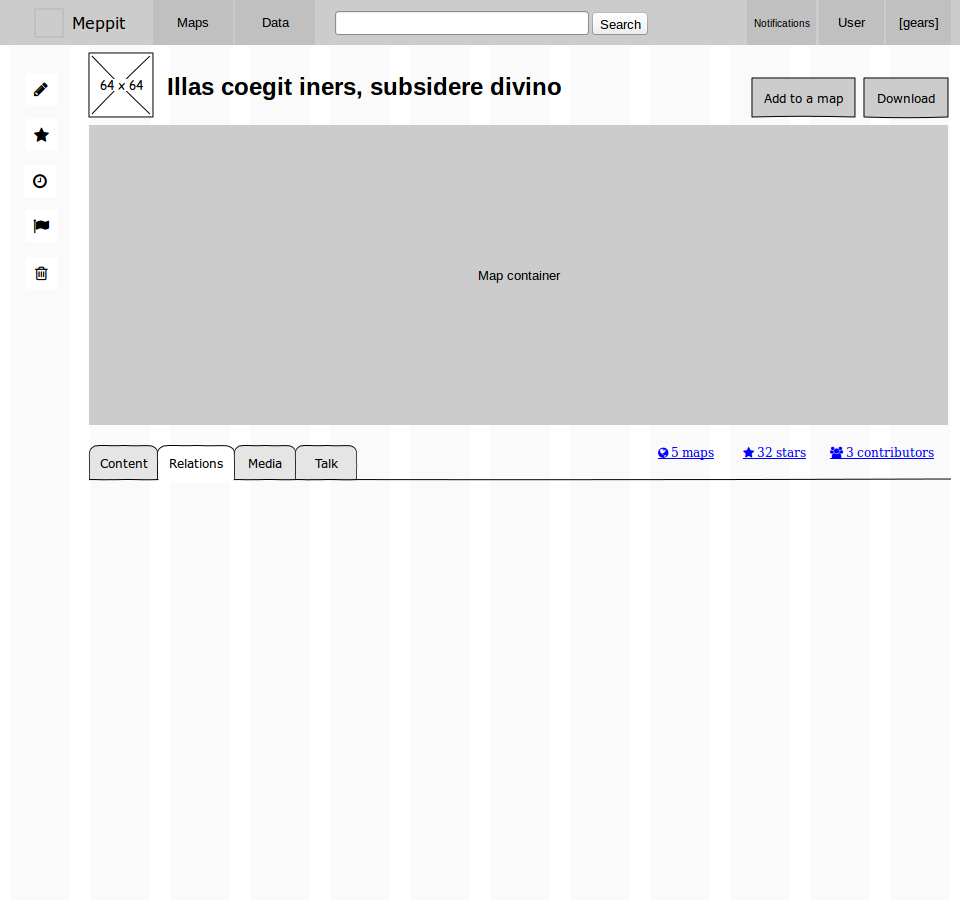 Meppit
Maps
Data
Search
Notifications
User
[gears]
64 x 64
Illas coegit iners, subsidere divino
Add to a map
Download
Map container
Content
Relations
Media
Talk
5 maps
32 stars
3 contributors